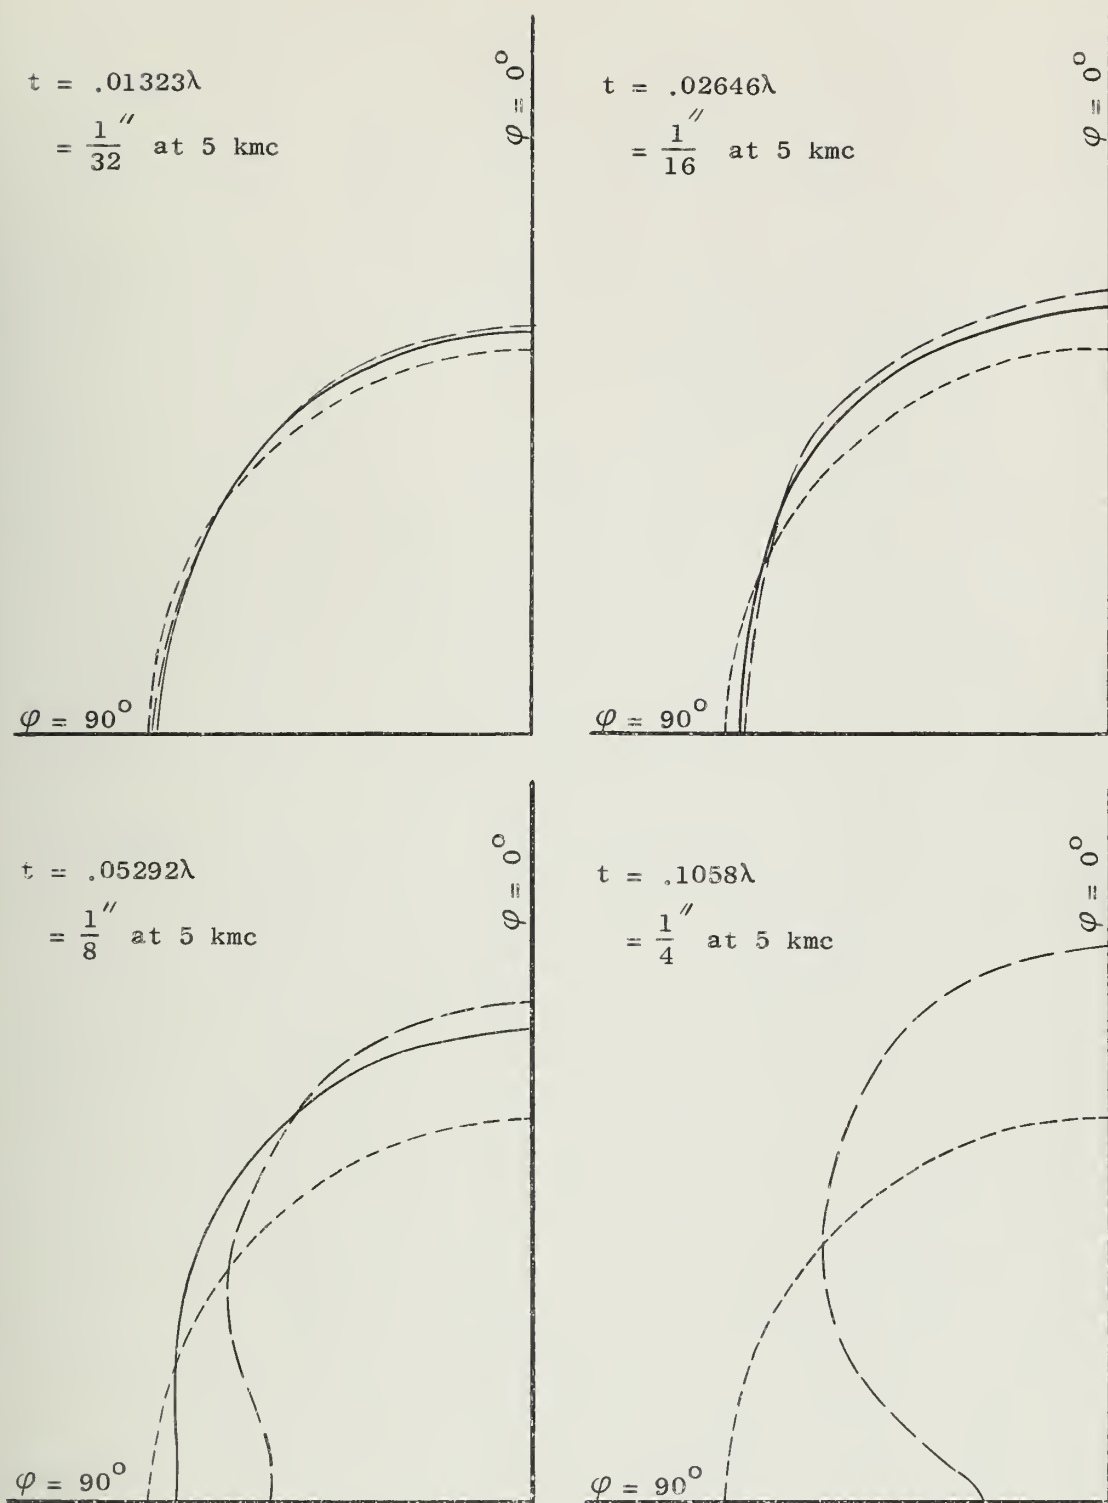 t = .01323λ
= 1/32″ at 5 kmc
φ = 0°
φ = 90°
t = .02646λ
= 1/16″ at 5 kmc
φ = 0°
φ = 90°
t = .05292λ
= 1/8″ at 5 kmc
φ = 0°
φ = 90°
t = .1058λ
= 1/4″ at 5 kmc
φ = 0°
φ = 90°